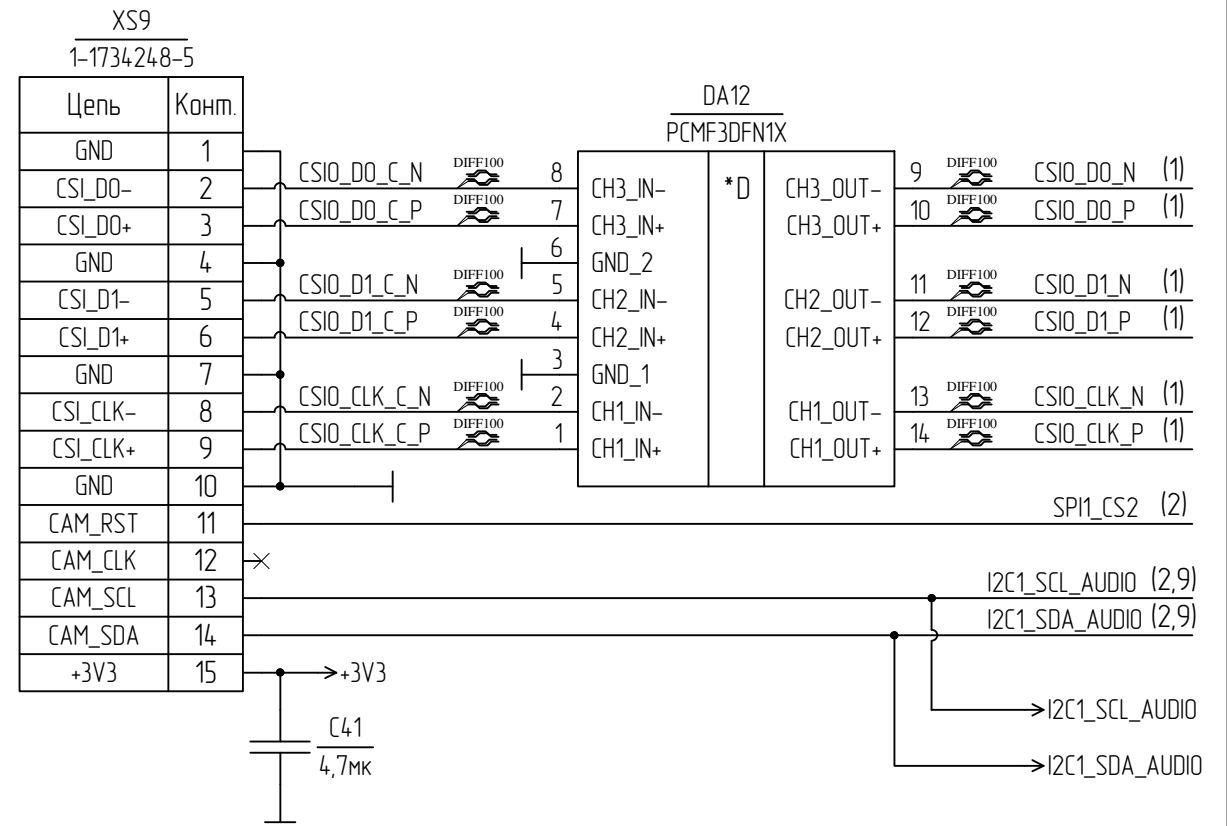 XS9
1-1734248-5
Цепь Конт.
GND 1
CSI_D0- 2
CSI_D0+ 3
GND 4
CSI_D1- 5
CSI_D1+ 6
GND 7
CSI_CLK- 8
CSI_CLK+ 9
GND 10
CAM_RST 11
CAM_CLK 12
CAM_SCL 13
CAM_SDA 14
+3V3 15
CSI0_D0_C_N DIFF100 8
CSI0_D0_C_P DIFF100 7
6
CSI0_D1_C_N DIFF100 5
CSI0_D1_C_P DIFF100 4
3
CSI0_CLK_C_N DIFF100 2
CSI0_CLK_C_P DIFF100 1
DA12
PCMF3DFN1X
CH3_IN- *D CH3_OUT-
CH3_IN+ CH3_OUT+
GND_2
CH2_IN- CH2_OUT-
CH2_IN+ CH2_OUT+
GND_1
CH1_IN- CH1_OUT-
CH1_IN+ CH1_OUT+
9 DIFF100 CSI0_D0_N (1)
10 DIFF100 CSI0_D0_P (1)
11 DIFF100 CSI0_D1_N (1)
12 DIFF100 CSI0_D1_P (1)
13 DIFF100 CSI0_CLK_N (1)
14 DIFF100 CSI0_CLK_P (1)
SPI1_CS2 (2)
I2C1_SCL_AUDIO (2,9)
I2C1_SDA_AUDIO (2,9)
+3V3
I2C1_SCL_AUDIO
I2C1_SDA_AUDIO
C41
4,7мк